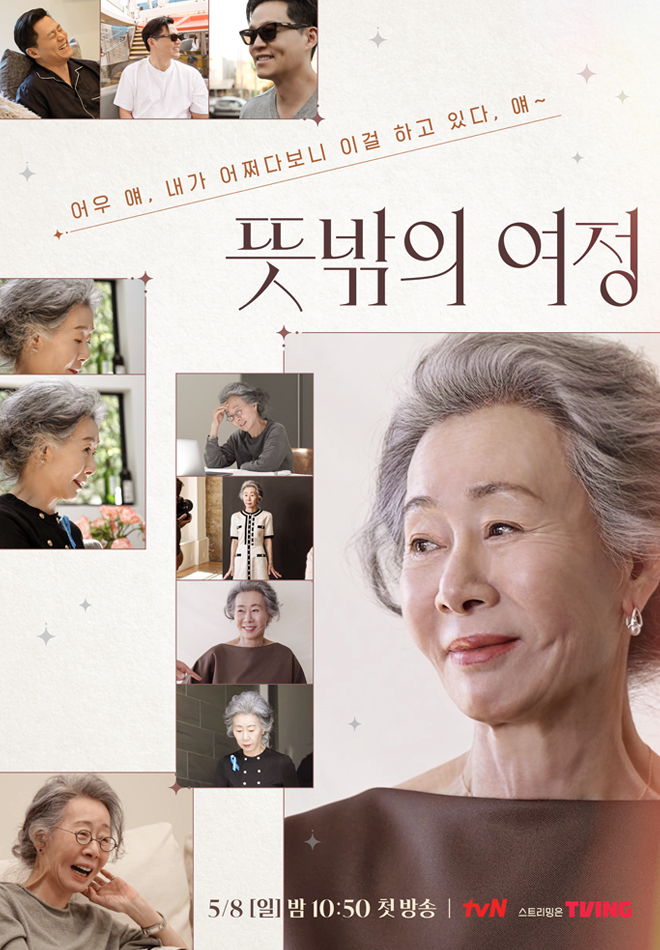 어우 얘, 내가 어쩌다보니 이걸 하고 있다, 얘~
뜻밖의 여정
5/8 [일] 밤 10:50 첫 방송 | tvN 스트리밍은 TVING